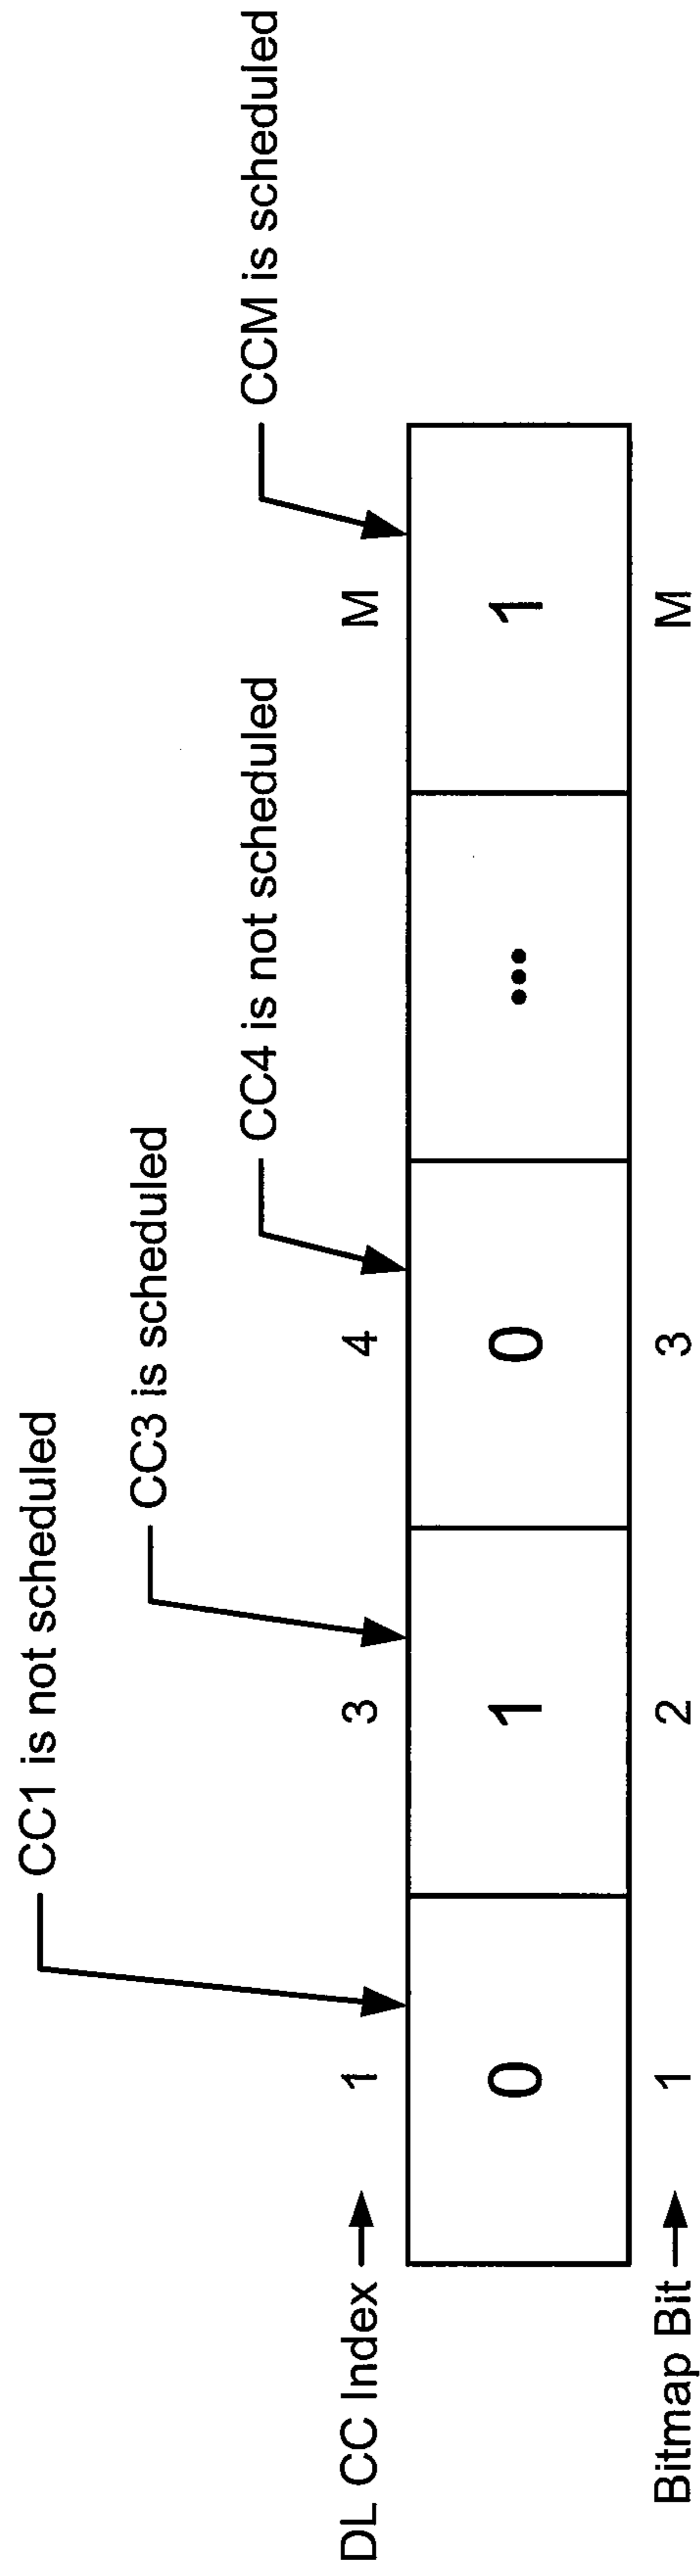 CC1 is not scheduled
CC3 is scheduled
CC4 is not scheduled
CCM is scheduled
DL CC Index 1 3 4 M
0 1 0 ... 1
Bitmap Bit 1 2 3 M